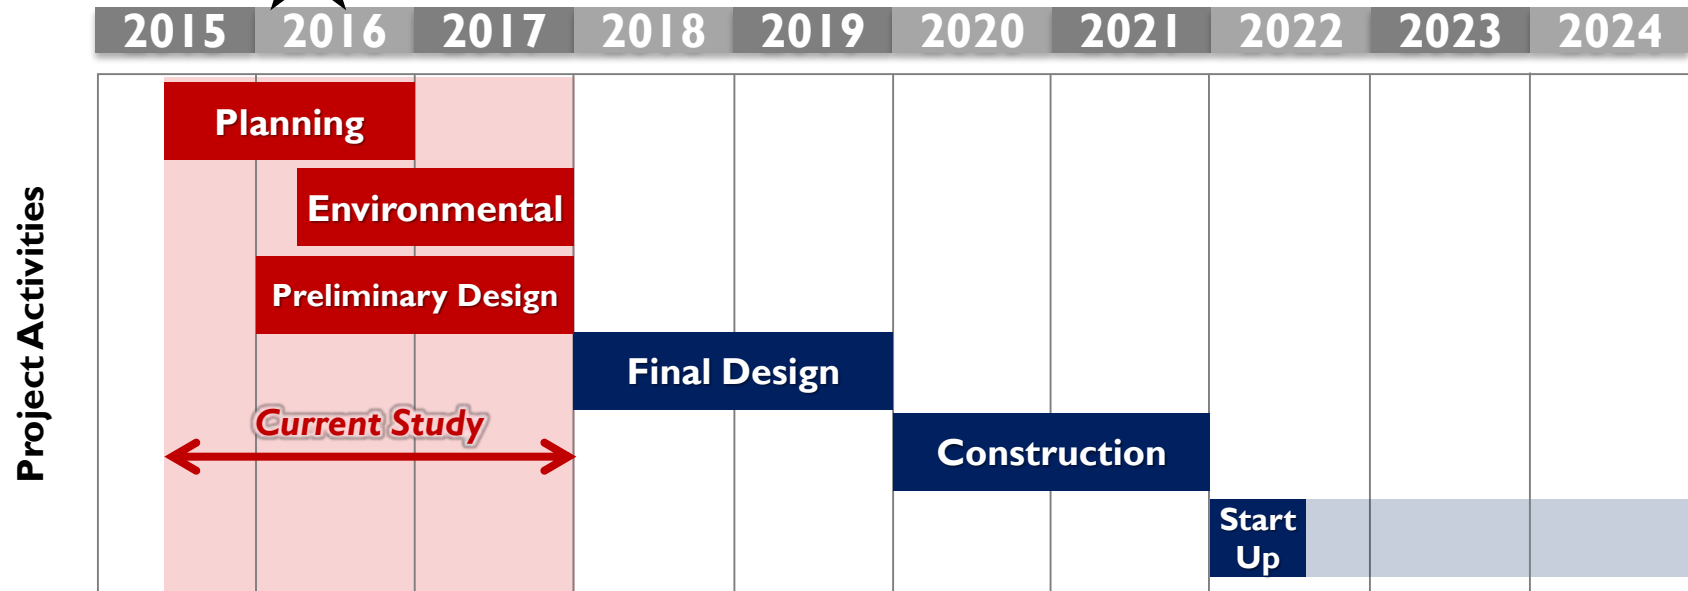 2015 2016 2017 2018 2019 2020 2021 2022 2023 2024
Project Activities
Planning
Environmental
Preliminary Design
Final Design
Current Study
Construction
Start
Up